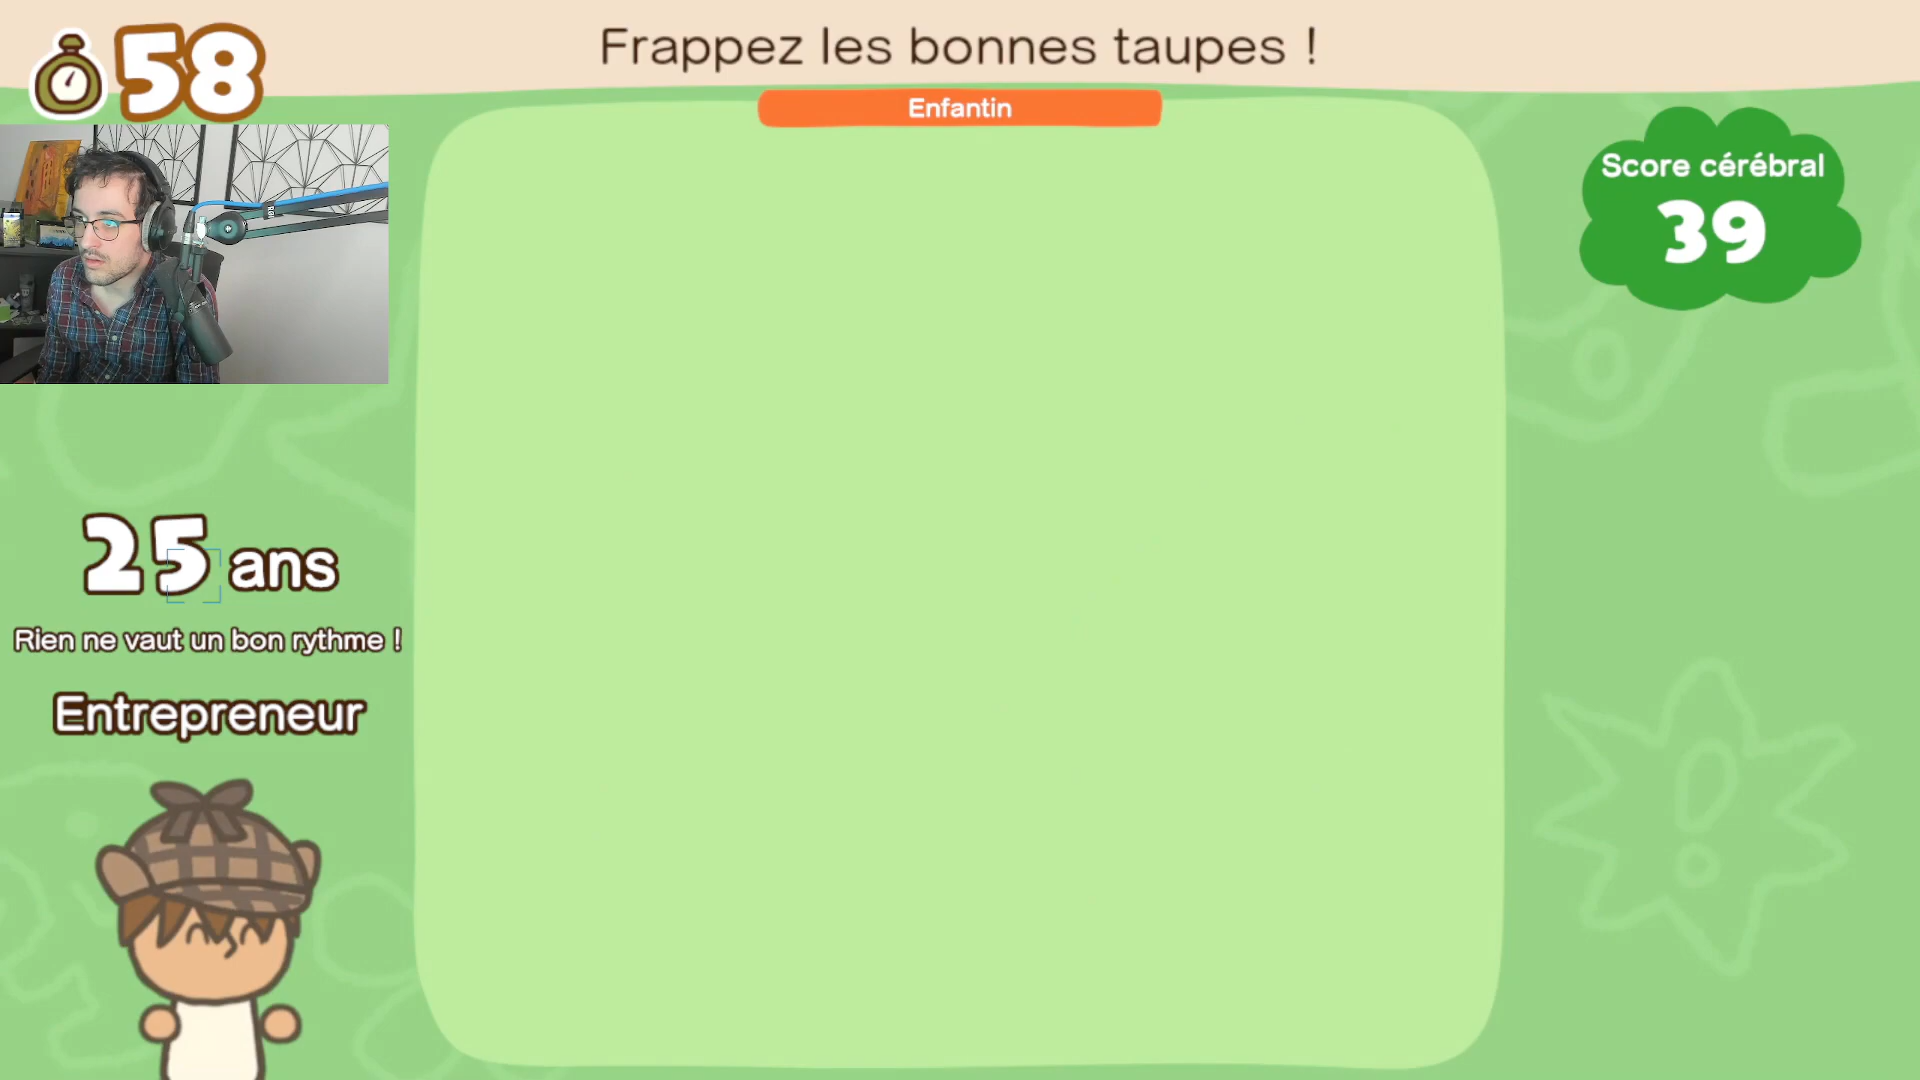 58
Frappez les bonnes taupes !
Enfantin
Score cérébral
39
25 ans
Rien ne vaut un bon rythme !
Entrepreneur